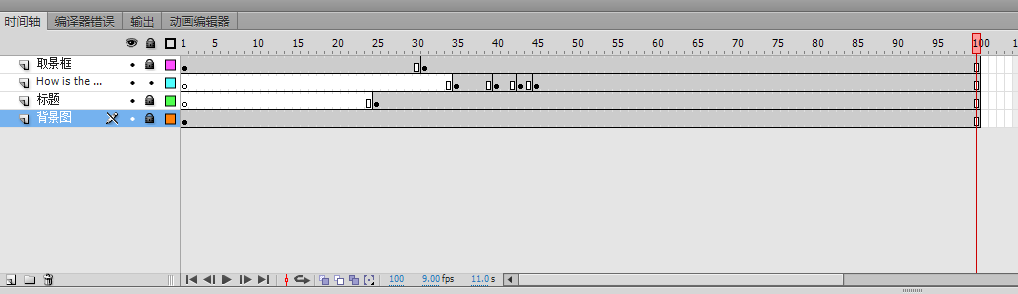 时间轴 编译器错误 输出 动画编辑器
1 5 10 15 20 25 30 35 40 45 50 55 60 65 70 75 80 85 90 95 100
取景框
How is the ...
标题
背景图
100 9.00 fps 11.0 s